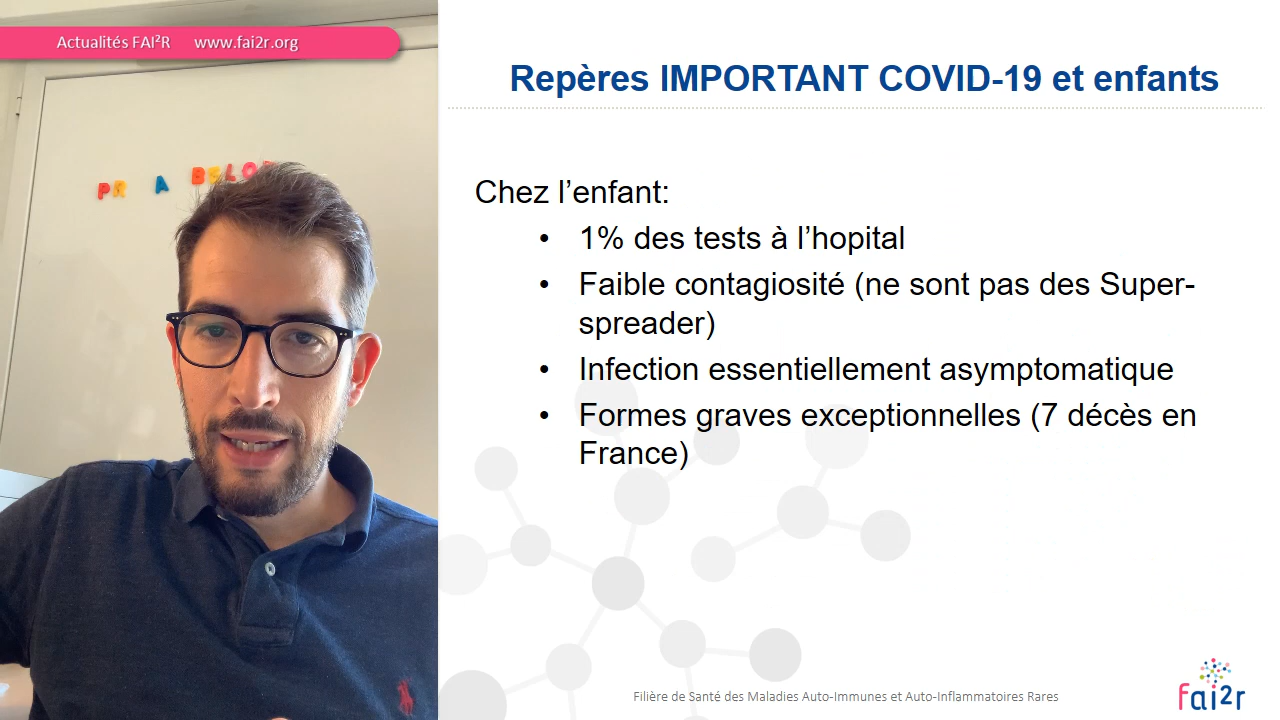 Actualités FAI²R www.fai2r.org
PR A BELO
Repères IMPORTANT COVID-19 et enfants
Chez l’enfant:
• 1% des tests à l’hopital
• Faible contagiosité (ne sont pas des Super-
spreader)
• Infection essentiellement asymptomatique
• Formes graves exceptionnelles (7 décès en
France)
Filière de Santé des Maladies Auto-Immunes et Auto-Inflammatoires Rares
fai2r